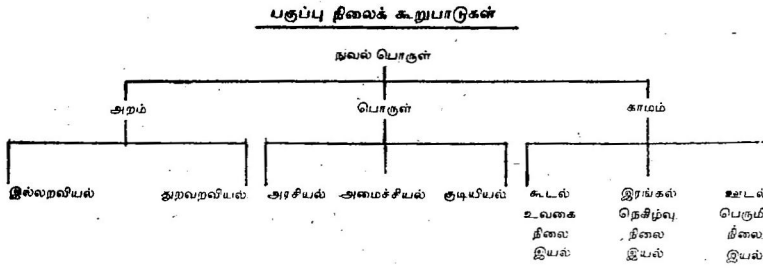 பகுப்பு நிலைக் கூறுபாடுகள்
நுவல் பொருள்
அறம் பொருள் காமம்
இல்லறவியல் துறவறவியல் அரசியல் அமைச்சியல் குடியியல் கூடல் இரங்கல் ஊடல்
உவகை நெகிழ்வு பெருமி
நிலை நிலை நிலை
இயல் இயல் இயல்